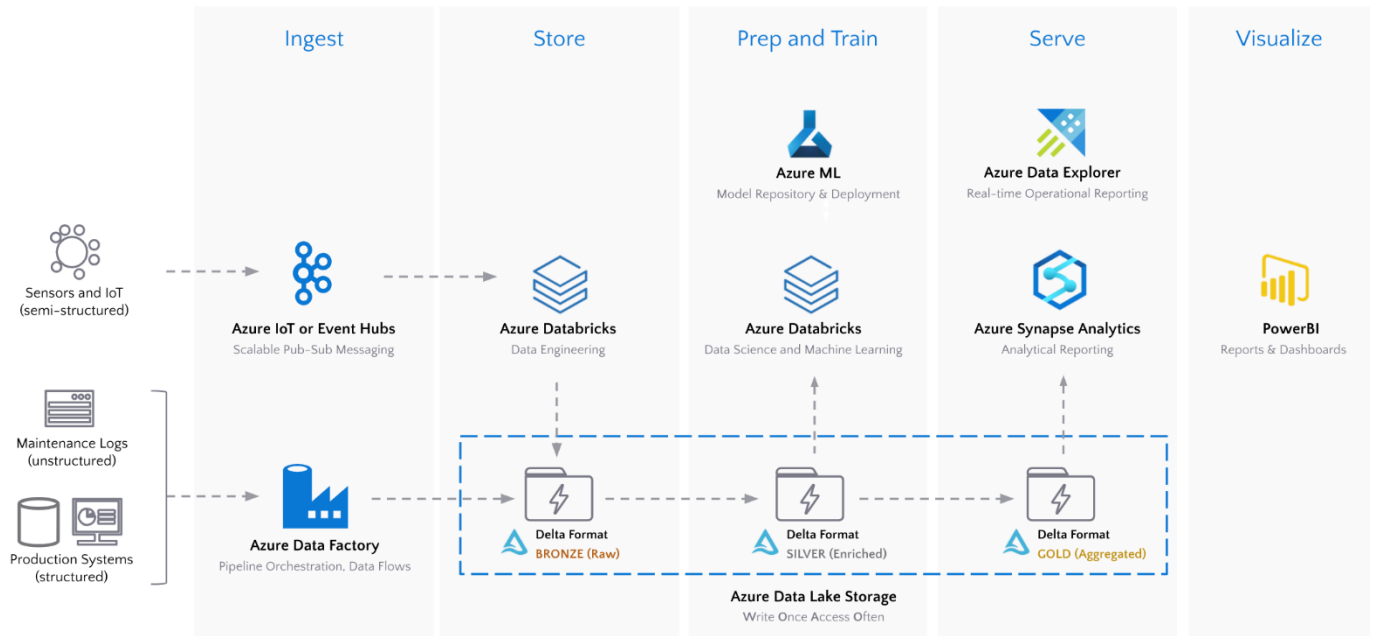 Ingest
Store
Prep and Train
Serve
Visualize
Azure ML
Model Repository & Deployment
Azure Data Explorer
Real-time Operational Reporting
Sensors and IoT
(semi-structured)
Azure IoT or Event Hubs
Scalable Pub-Sub Messaging
Azure Databricks
Data Engineering
Azure Databricks
Data Science and Machine Learning
Azure Synapse Analytics
Analytical Reporting
PowerBI
Reports & Dashboards
Maintenance Logs
(unstructured)
Production Systems
(structured)
Azure Data Factory
Pipeline Orchestration, Data Flows
Delta Format
BRONZE (Raw)
Delta Format
SILVER (Enriched)
Delta Format
GOLD (Aggregated)
Azure Data Lake Storage
Write Once Access Often